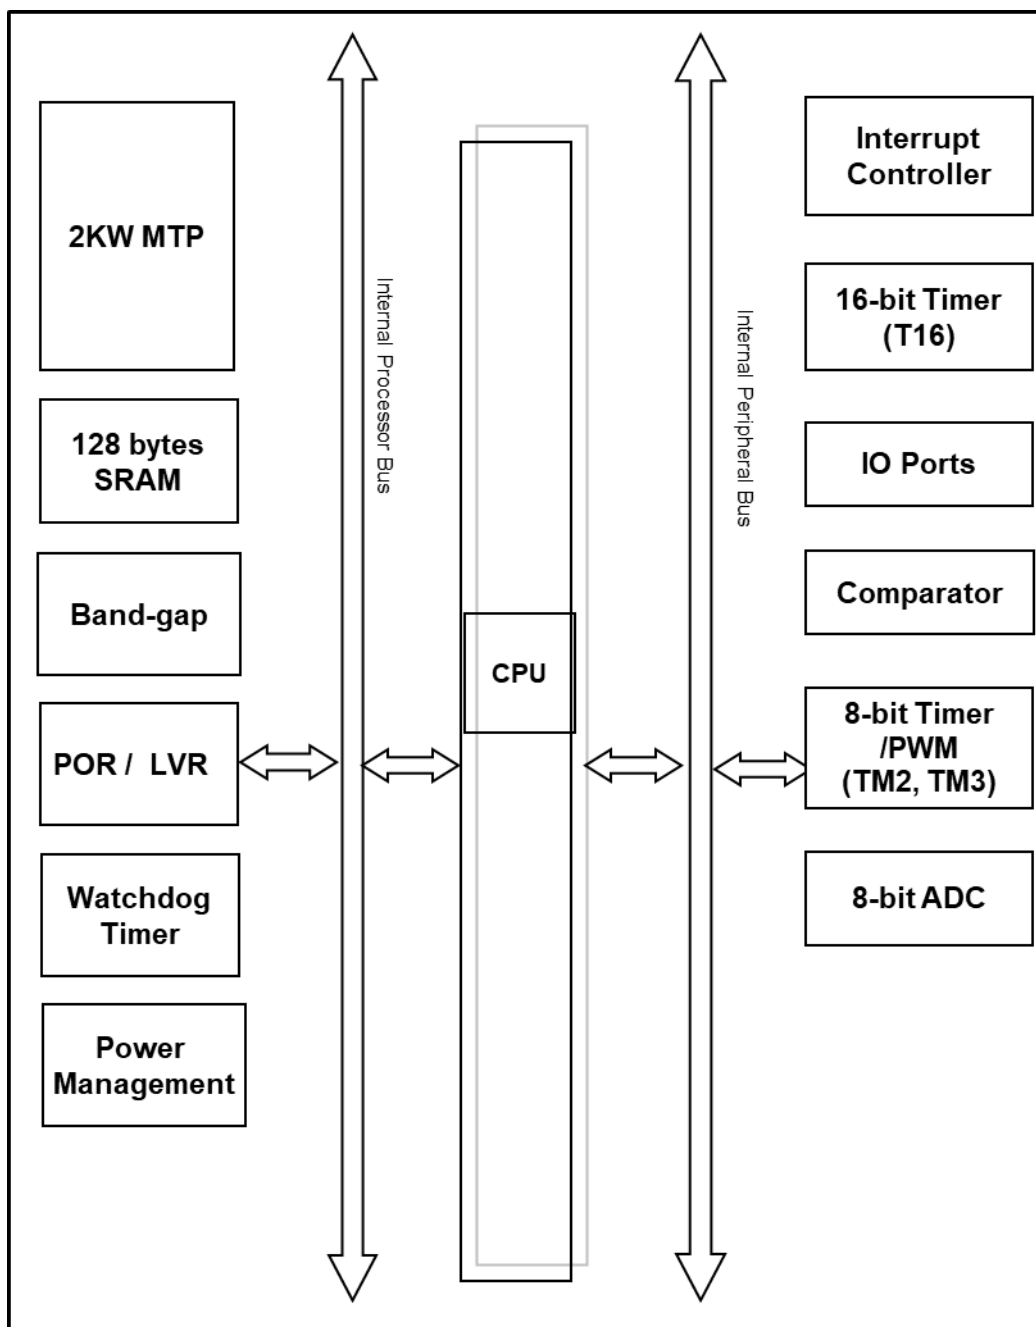 2KW MTP
128 bytes
SRAM
Band-gap
POR / LVR
Watchdog
Timer
Power
Management
Internal Processor Bus
CPU
Internal Peripheral Bus
Interrupt
Controller
16-bit Timer
(T16)
IO Ports
Comparator
8-bit Timer
/PWM
(TM2, TM3)
8-bit ADC